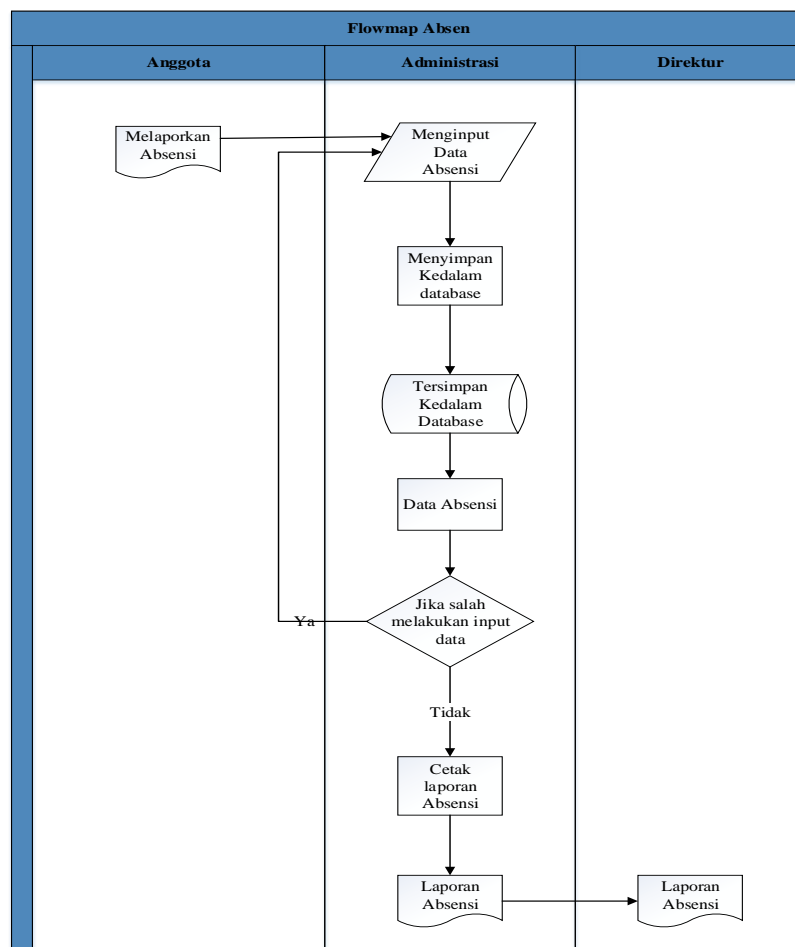 Flowmap Absen
Anggota
Administrasi
Direktur
Melaporkan
Absensi
Menginput
Data
Absensi
Menyimpan
Kedalam
database
Tersimpan
Kedalam
Database
Data Absensi
Jika salah
melakukan input
data
Ya
Tidak
Cetak
laporan
Absensi
Laporan
Absensi
Laporan
Absensi